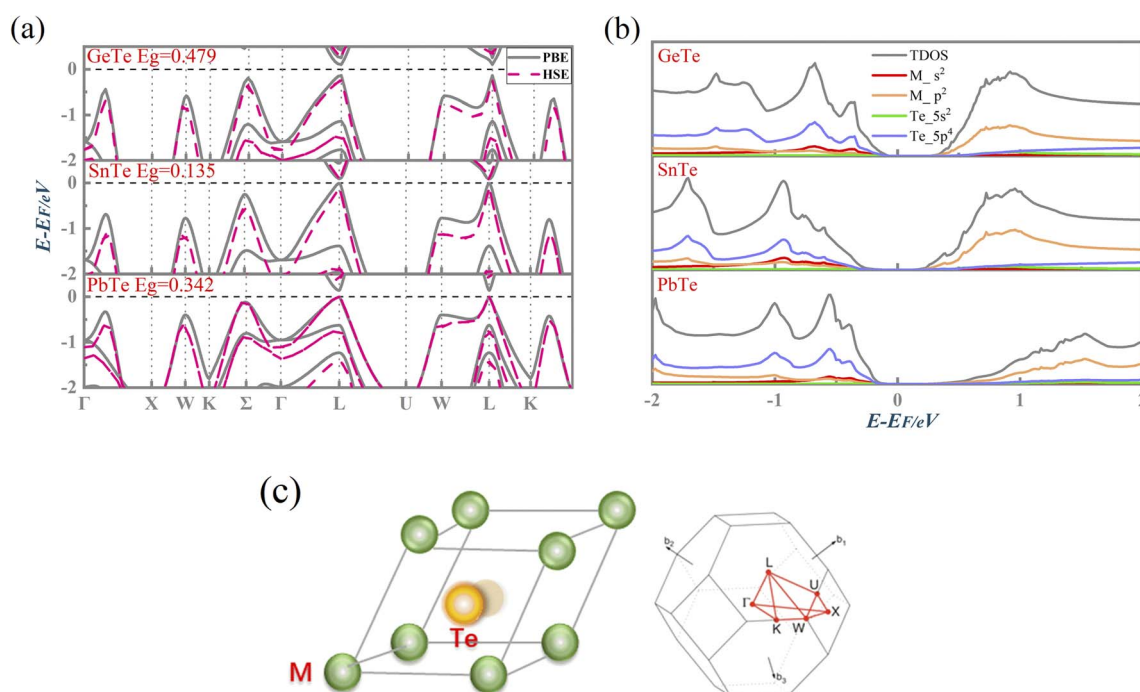 (a)
GeTe Eg=0.479
PBE
HSE
0
-1
-2
SnTe Eg=0.135
0
-1
-2
PbTe Eg=0.342
0
-1
-2
E-EF/eV
Γ X W K Σ Γ L U W L K
(b)
GeTe
TDOS
M_ s²
M_ p²
Te_5s²
Te_5p⁴
SnTe
PbTe
-2 -1 0 1 2
E-EF/eV
(c)
Te
M
b₂
b₁
L
U
Γ
X
K
W
b₃